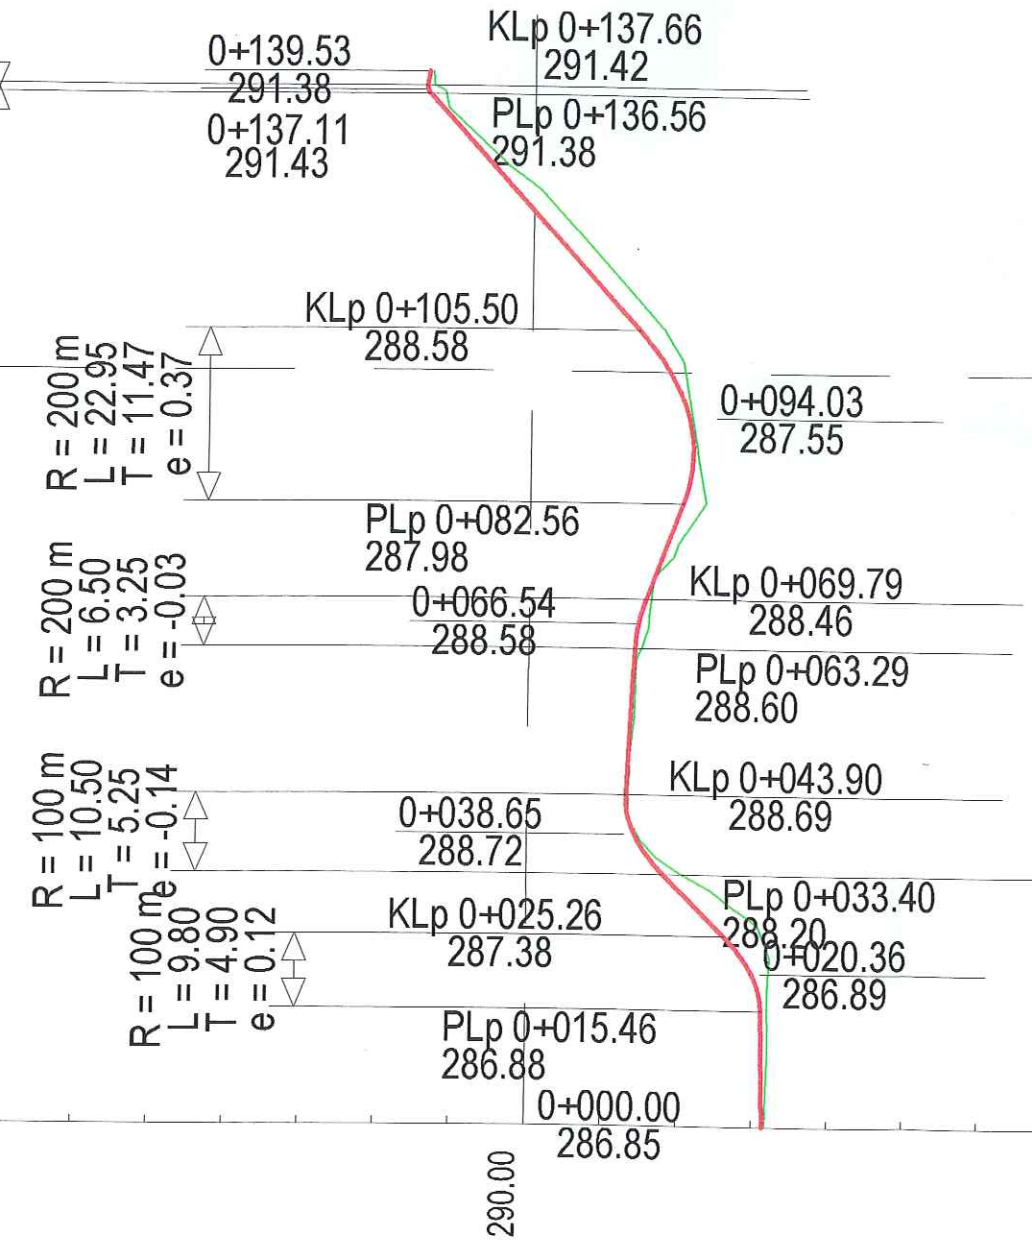 0+139.53
291.38
0+137.11
291.43
KLp 0+137.66
291.42
PLp 0+136.56
291.38
KLp 0+105.50
288.58
R = 200 m
L = 22.95
T = 11.47
e = 0.37
0+094.03
287.55
PLp 0+082.56
287.98
R = 200 m
L = 6.50
T = 3.25
e = -0.03
0+066.54
288.58
KLp 0+069.79
288.46
PLp 0+063.29
288.60
R = 100 m
L = 10.50
T = 5.25
e = -0.14
KLp 0+043.90
288.69
0+038.65
288.72
PLp 0+033.40
288.20
KLp 0+025.26
287.38
R = 100 m
L = 9.80
T = 4.90
e = 0.12
0+020.36
286.89
PLp 0+015.46
286.88
0+000.00
286.85
290.00